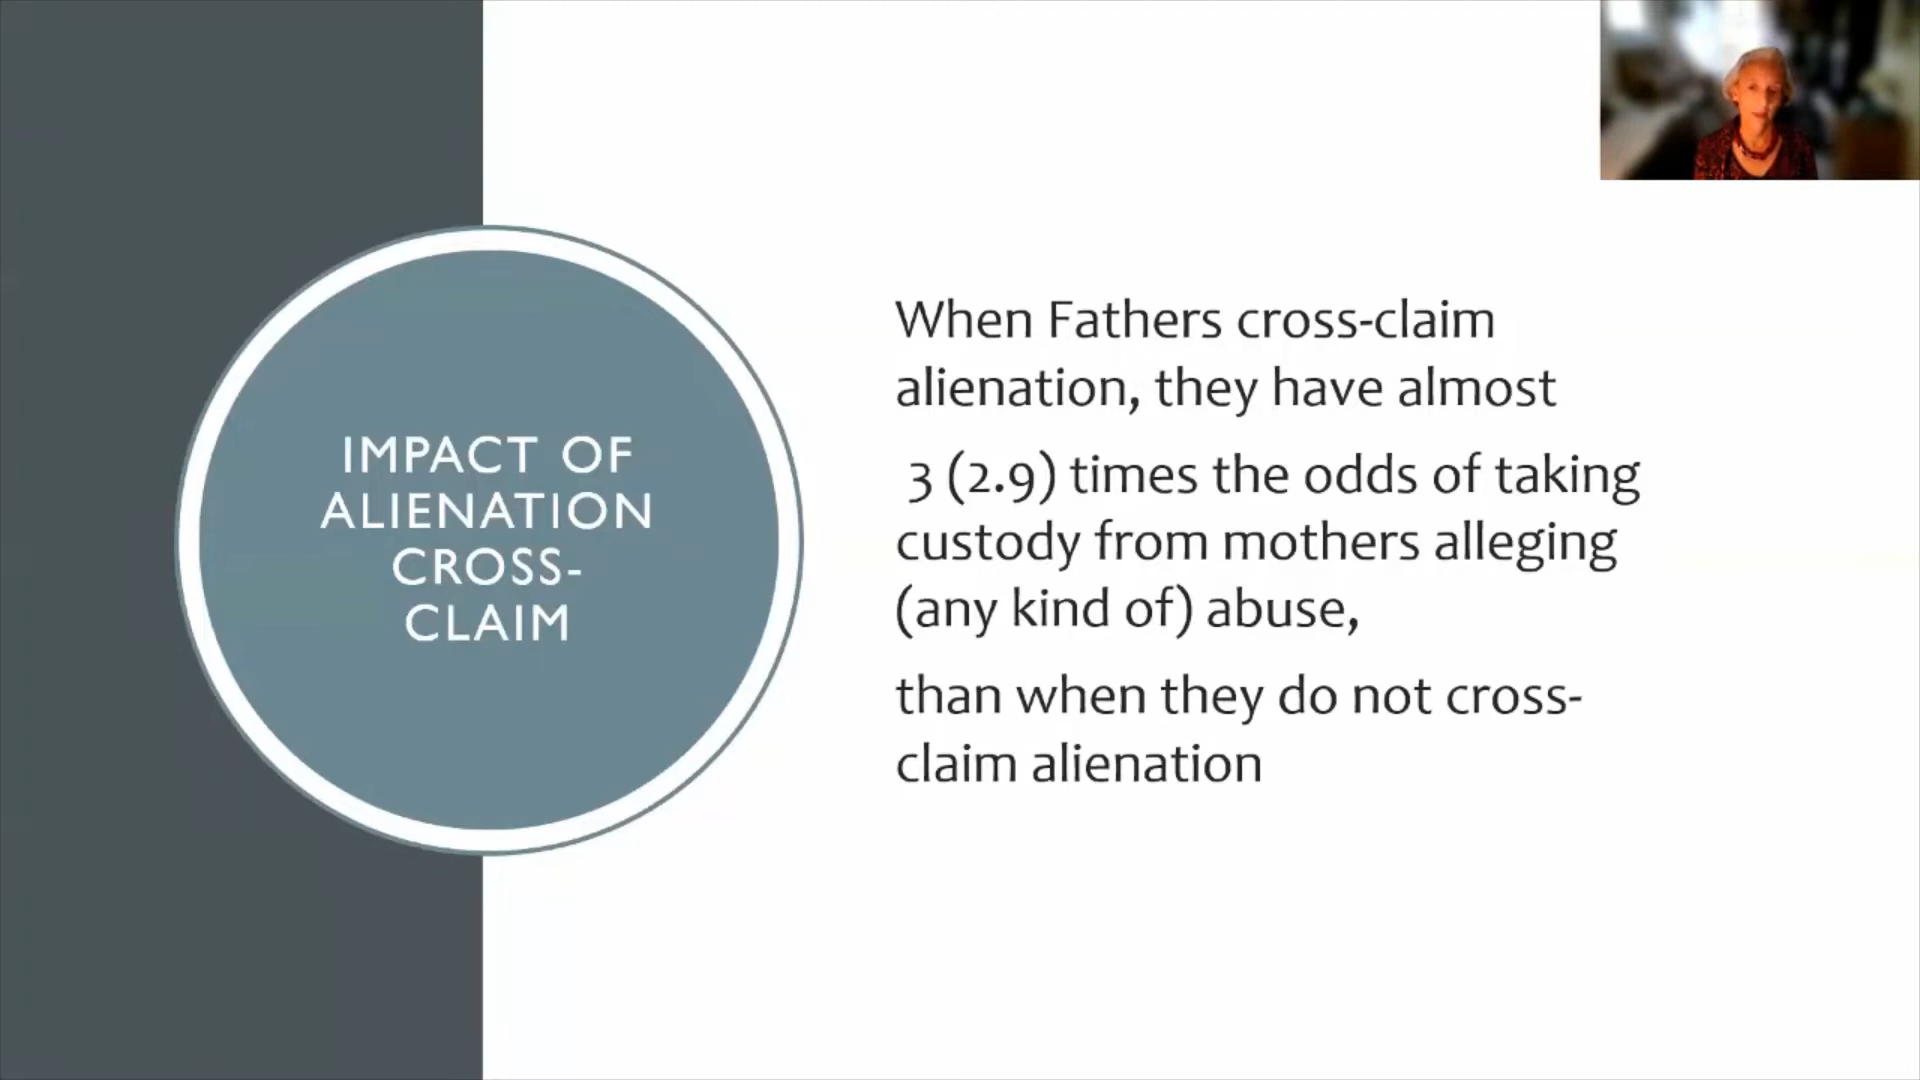 IMPACT OF
ALIENATION
CROSS-
CLAIM
When Fathers cross-claim
alienation, they have almost
3 (2.9) times the odds of taking
custody from mothers alleging
(any kind of) abuse,
than when they do not cross-
claim alienation